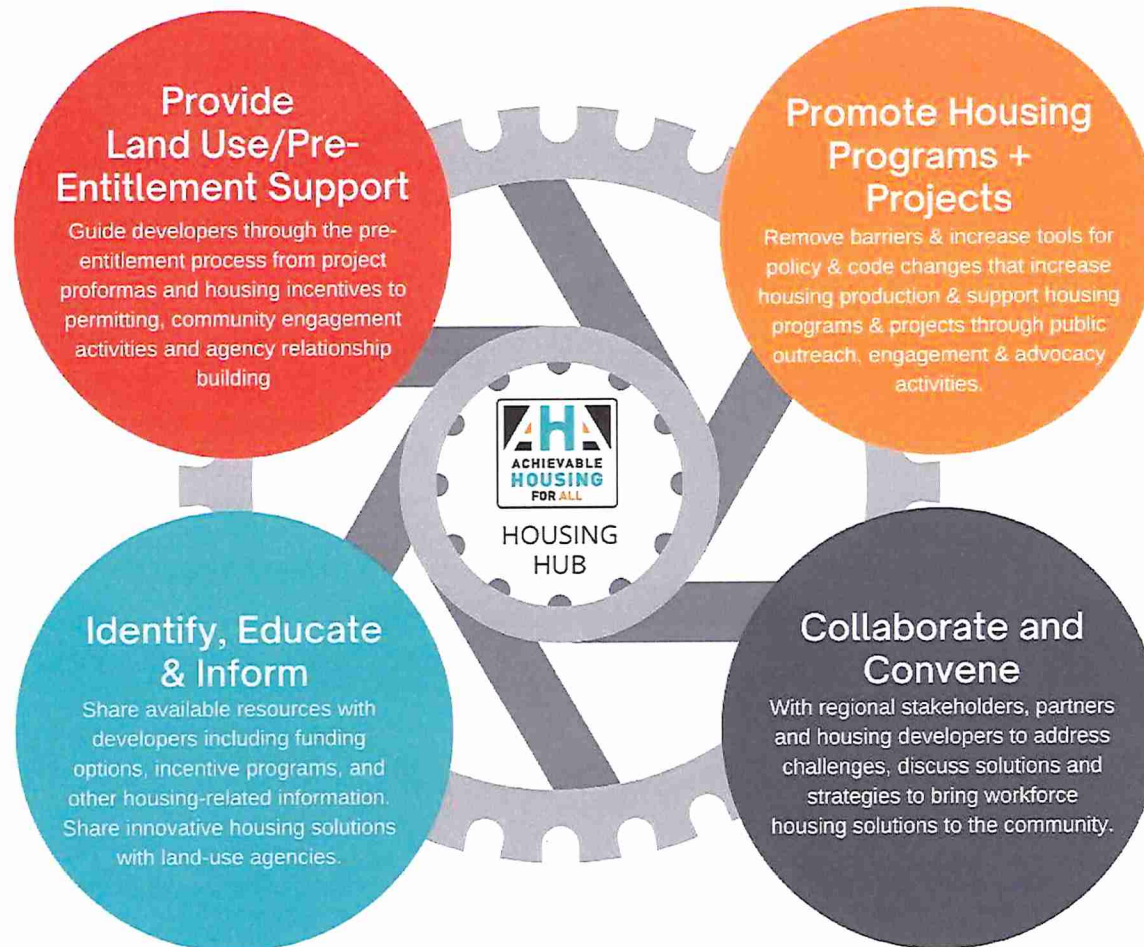 Provide
Land Use/Pre-
Entitlement Support
Guide developers through the pre-
entitlement process from project
proformas and housing incentives to
permitting, community engagement
activities and agency relationship
building
Promote Housing
Programs +
Projects
Remove barriers & increase tools for
policy & code changes that increase
housing production & support housing
programs & projects through public
outreach, engagement & advocacy
activities.
AHA
ACHIEVABLE
HOUSING
FOR ALL
HOUSING
HUB
Identify, Educate
& Inform
Share available resources with
developers including funding
options, incentive programs, and
other housing-related information.
Share innovative housing solutions
with land-use agencies.
Collaborate and
Convene
With regional stakeholders, partners
and housing developers to address
challenges, discuss solutions and
strategies to bring workforce
housing solutions to the community.